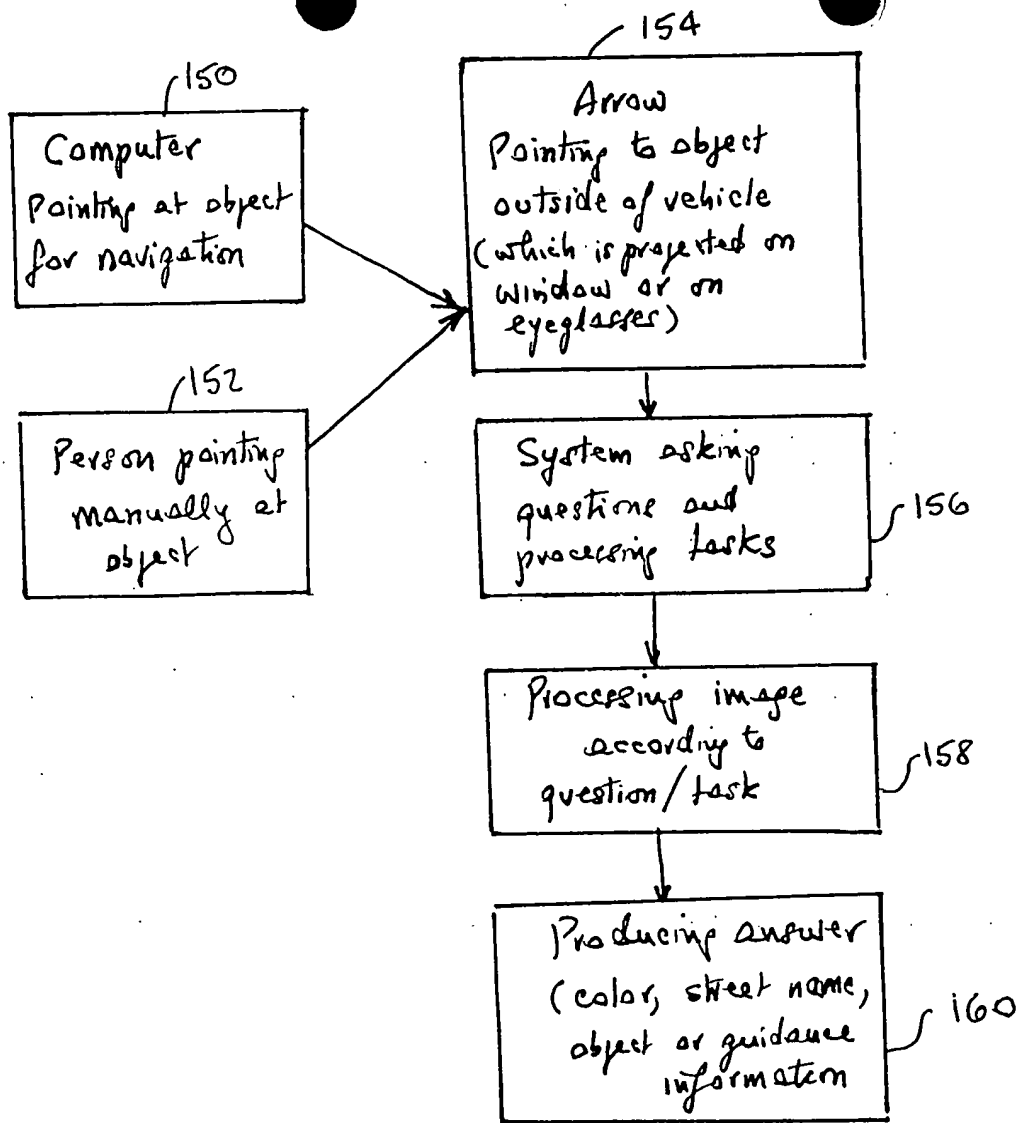 150
Computer
Pointing at object
for navigation
152
Person pointing
manually at
object
154
Arrow
Pointing to object
outside of vehicle
(which is projected on
window or on
eyeglasses)
156
System asking
questions and
processing tasks
158
Processing image
according to
question/task
160
Producing answer
(color, street name,
object or guidance
information